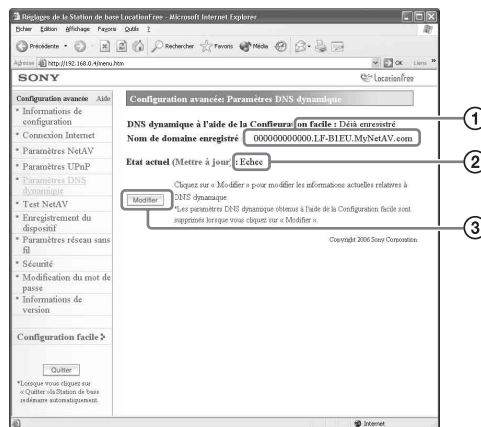 Réglages de la Station de base LocationFree - Microsoft Internet Explorer
Fichier Edition Affichage Favoris Outils ?
Précédente Rechercher Favoris Média
Adresse http://192.168.0.4/menu.htm OK Liens
SONY
LocationFree
Configuration avancée Aide
* Informations de
configuration
* Connexion Internet
* Paramètres NetAV
* Paramètres UPnP
* Paramètres DNS
dynamique
* Test NetAV
* Enregistrement du
dispositif
* Paramètres réseau sans
fil
* Sécurité
* Modification du mot de
passe
* Informations de
version
Configuration facile
Quitter
*Lorsque vous cliquez sur
« Quitter »la Station de base
redémarre automatiquement.
Configuration avancée: Paramètres DNS dynamique
DNS dynamique à l'aide de la Configuration facile : Déjà enregistré
Nom de domaine enregistré : 000000000000.LF-B1EU.MyNetAV.com
Etat actuel (Mettre à jour) : Echec
Cliquez sur « Modifier » pour modifier les informations actuelles relatives à
Modifier DNS dynamique
*Les paramètres DNS dynamique obtenus à l'aide de la Configuration facile sont
supprimés lorsque vous cliquez sur « Modifier ».
Copyright 2006 Sony Corporation
Internet
1
2
3